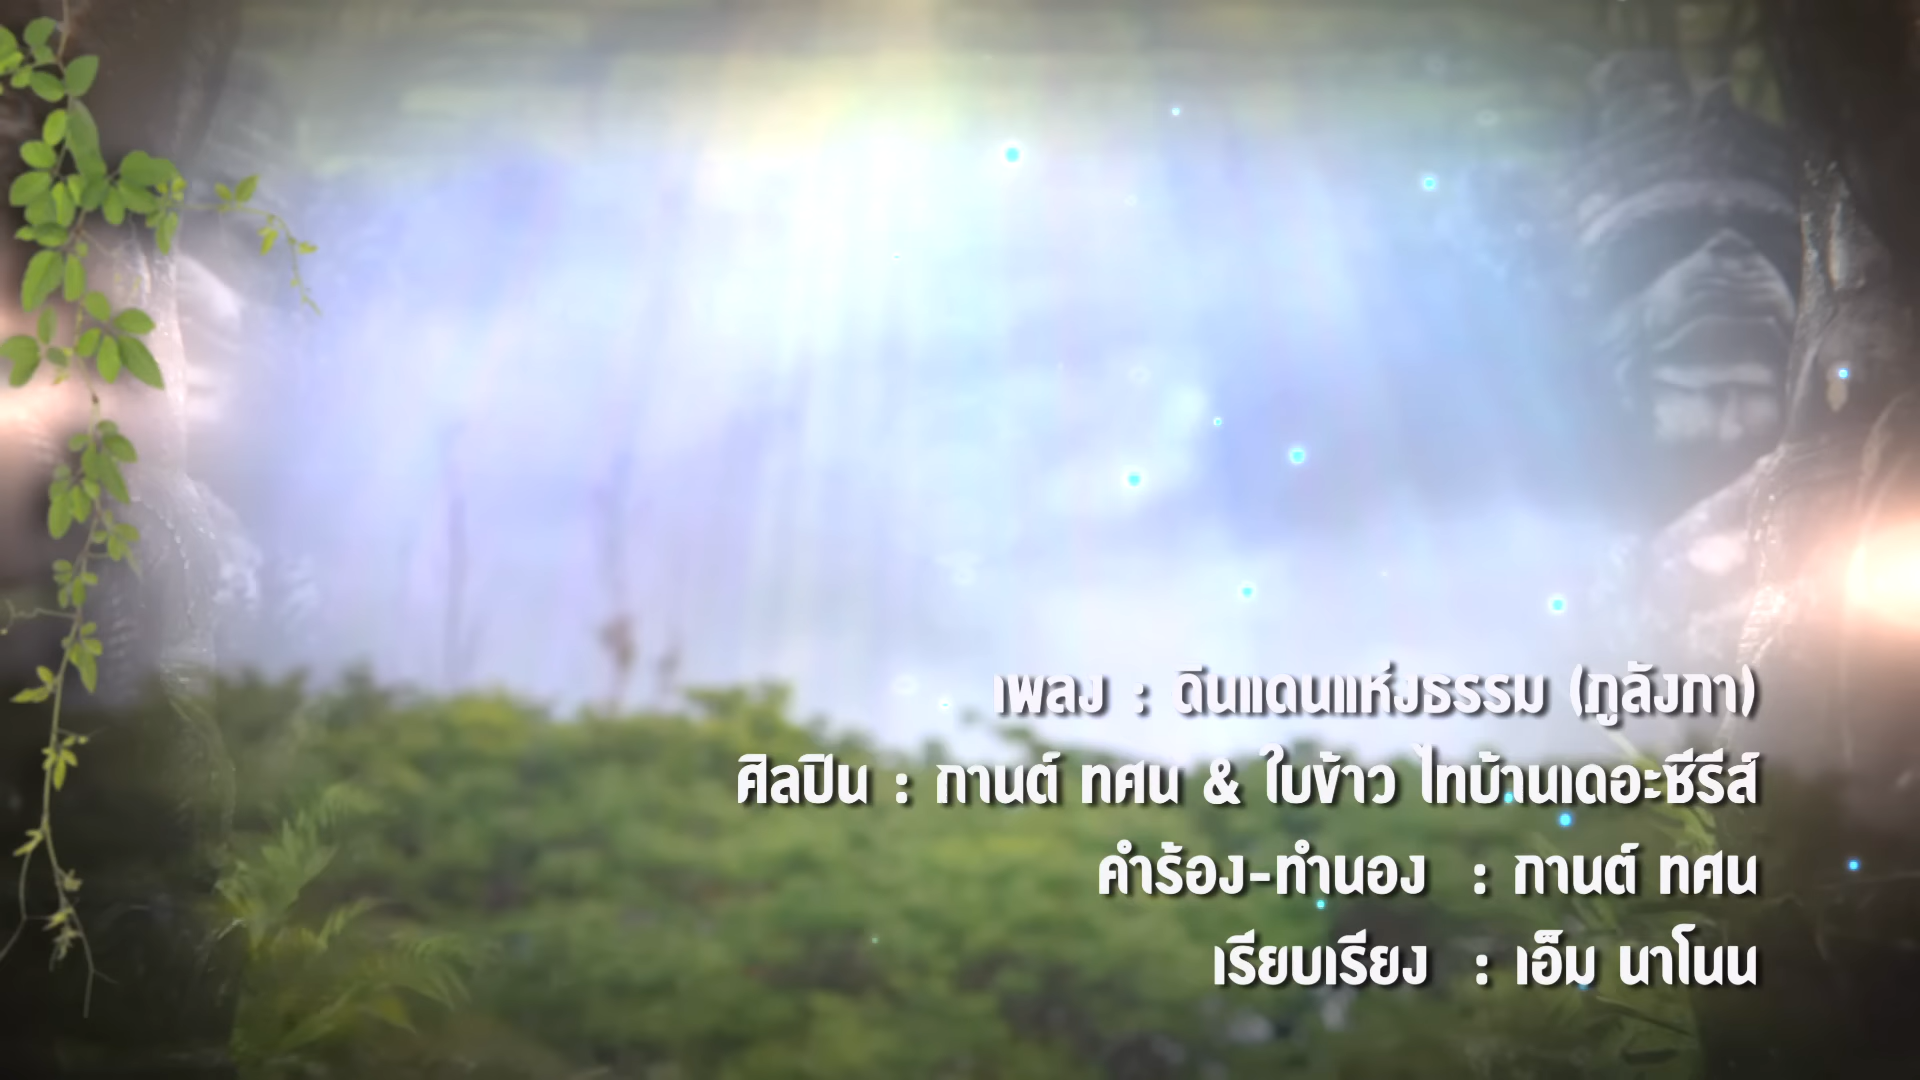 เพลง : ดินแดนแห่งธรรม (ภูลังกา)
ศิลปิน : กานต์ ทศน & ใบข้าว ไทบ้านเดอะซีรีส์
คำร้อง-ทำนอง : กานต์ ทศน
เรียบเรียง : เอ็ม นาโนน